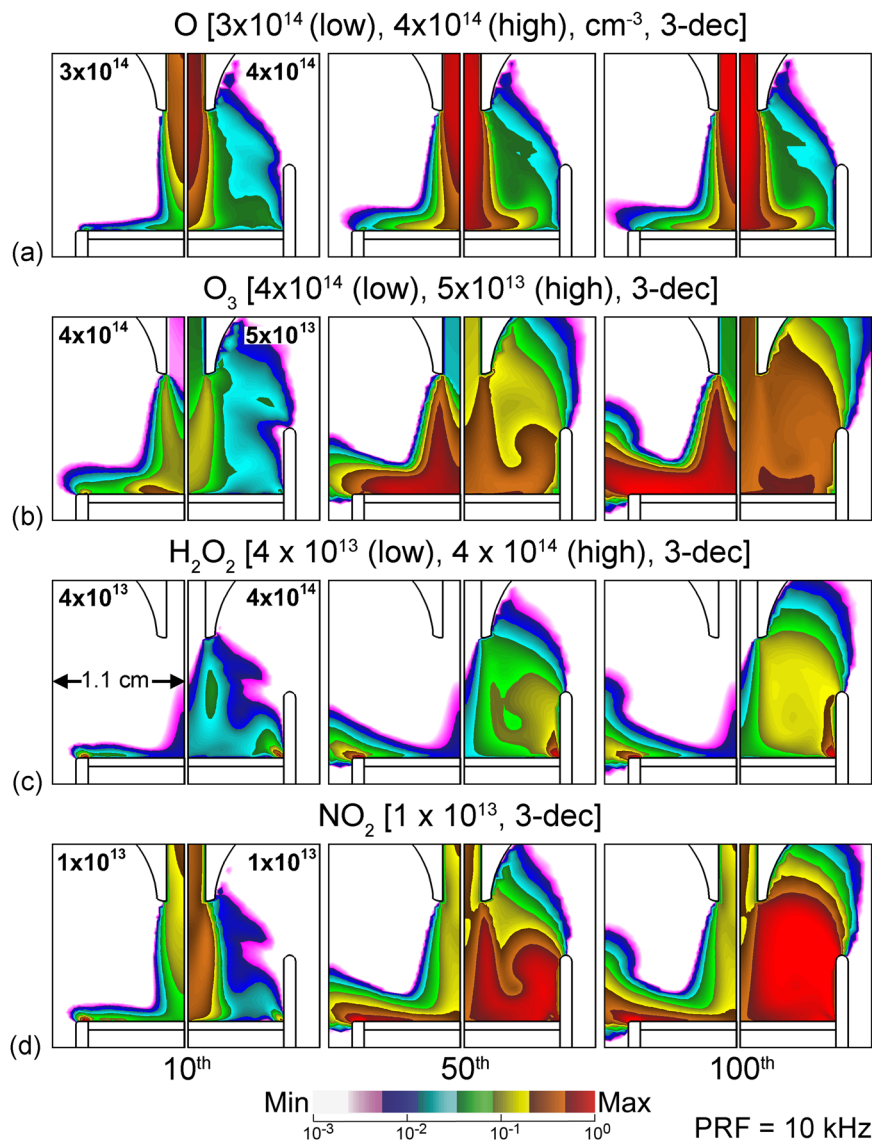 O [3x10¹⁴ (low), 4x10¹⁴ (high), cm⁻³, 3-dec]
3x10¹⁴ 4x10¹⁴
(a)
O₃ [4x10¹⁴ (low), 5x10¹³ (high), 3-dec]
4x10¹⁴ 5x10¹³
(b)
H₂O₂ [4 x 10¹³ (low), 4 x 10¹⁴ (high), 3-dec]
4x10¹³ 4x10¹⁴
1.1 cm
(c)
NO₂ [1 x 10¹³, 3-dec]
1x10¹³ 1x10¹³
(d)
10ᵗʰ 50ᵗʰ 100ᵗʰ
Min Max
10⁻³ 10⁻² 10⁻¹ 10⁰
PRF = 10 kHz